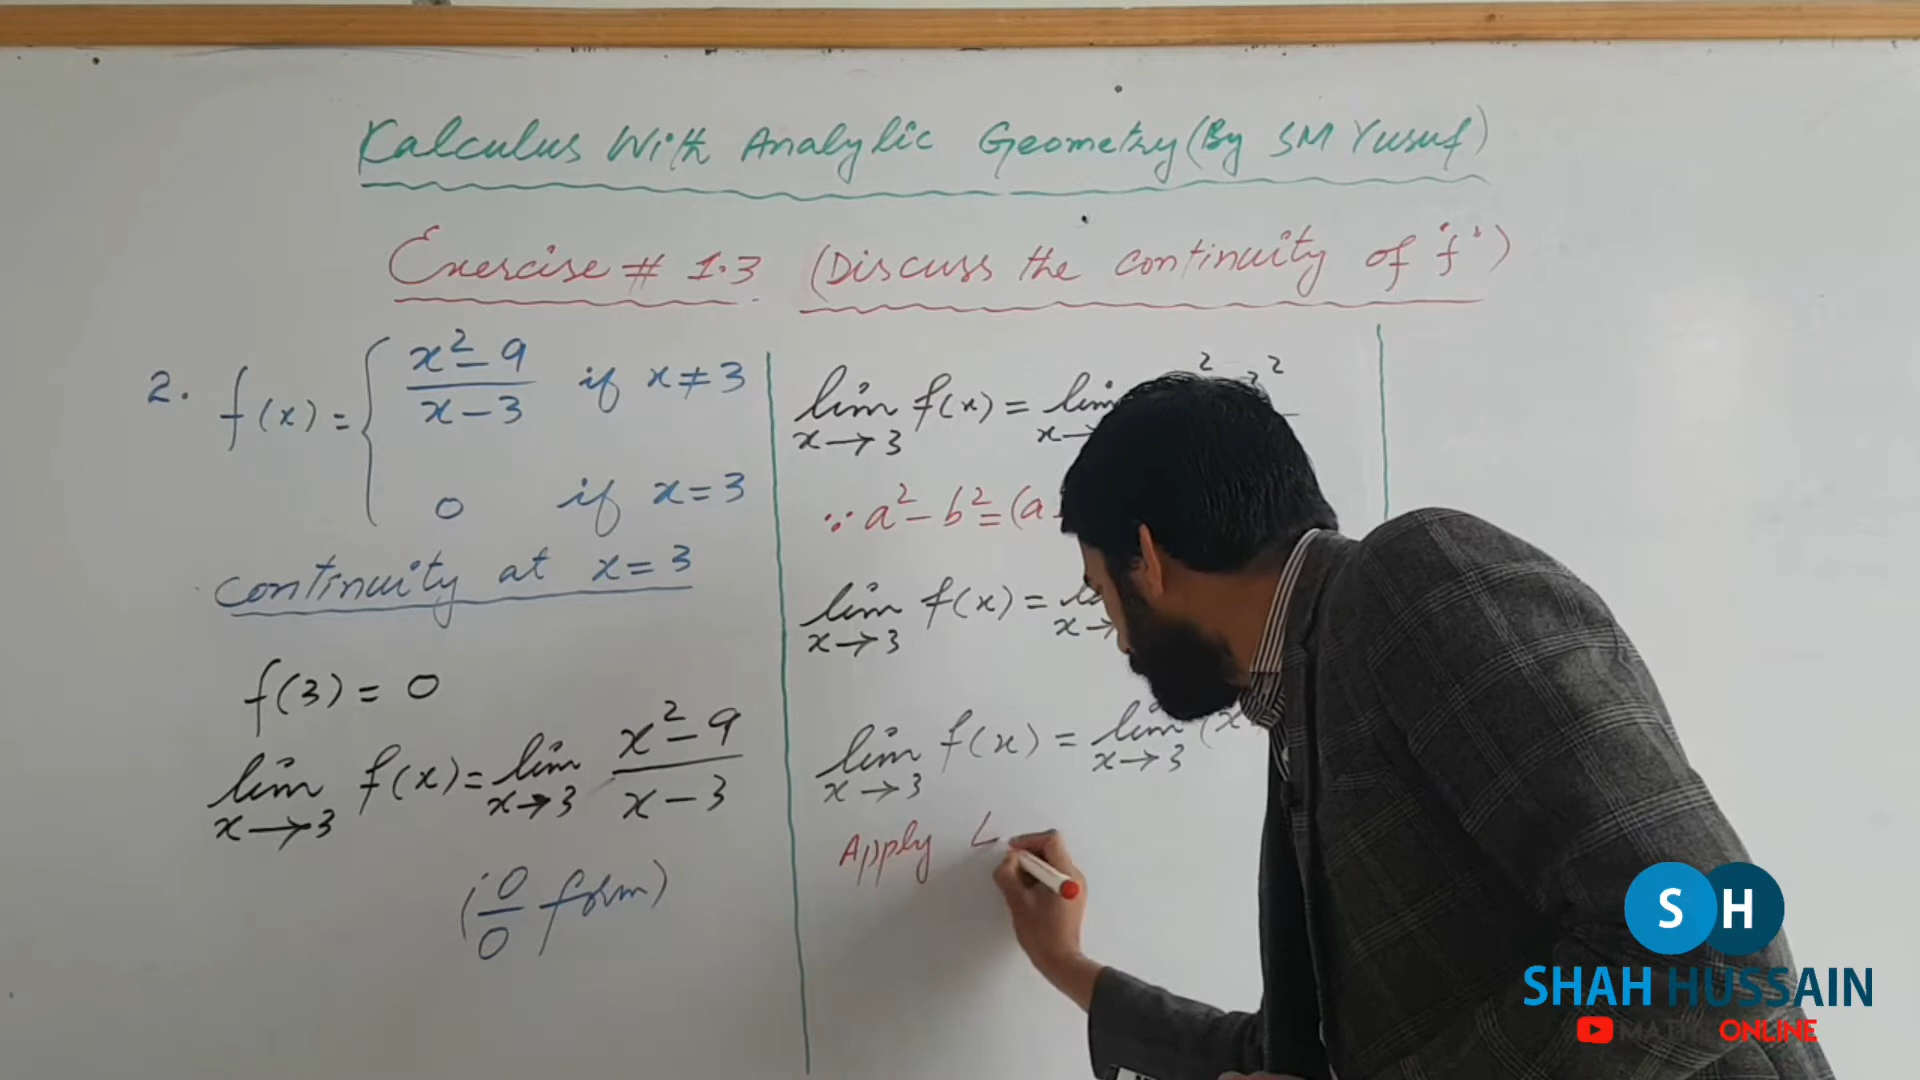 Kalculus With Analytic Geometry (By SM Yusuf)
Exercise # 1.3 (Discuss the continuity of 'f')
2. f(x) = { x² - 9 / x - 3 if x ≠ 3
0 if x = 3
continuity at x = 3
f(3) = 0
lim x→3 f(x) = lim x→3 x² - 9 / x - 3
(0/0 form)
lim x→3 f(x) = lim x→
∵ a² - b² = (a
lim x→3 f(x) = x→
lim x→3 f(x) = lim x→3 (x
Apply L
S H
SHAH HUSSAIN
MATH ONLINE